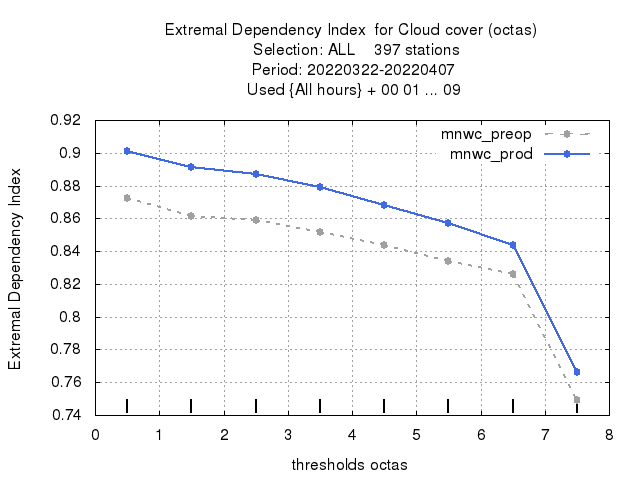 Extremal Dependency Index  for Cloud cover (octas)
Selection: ALL    397 stations
Period: 20220322-20220407
Used {All hours} + 00 01 ... 09
mnwc_preop
mnwc_prod
Extremal Dependency Index
0.92
0.9
0.88
0.86
0.84
0.82
0.8
0.78
0.76
0.74
0 1 2 3 4 5 6 7 8
thresholds octas